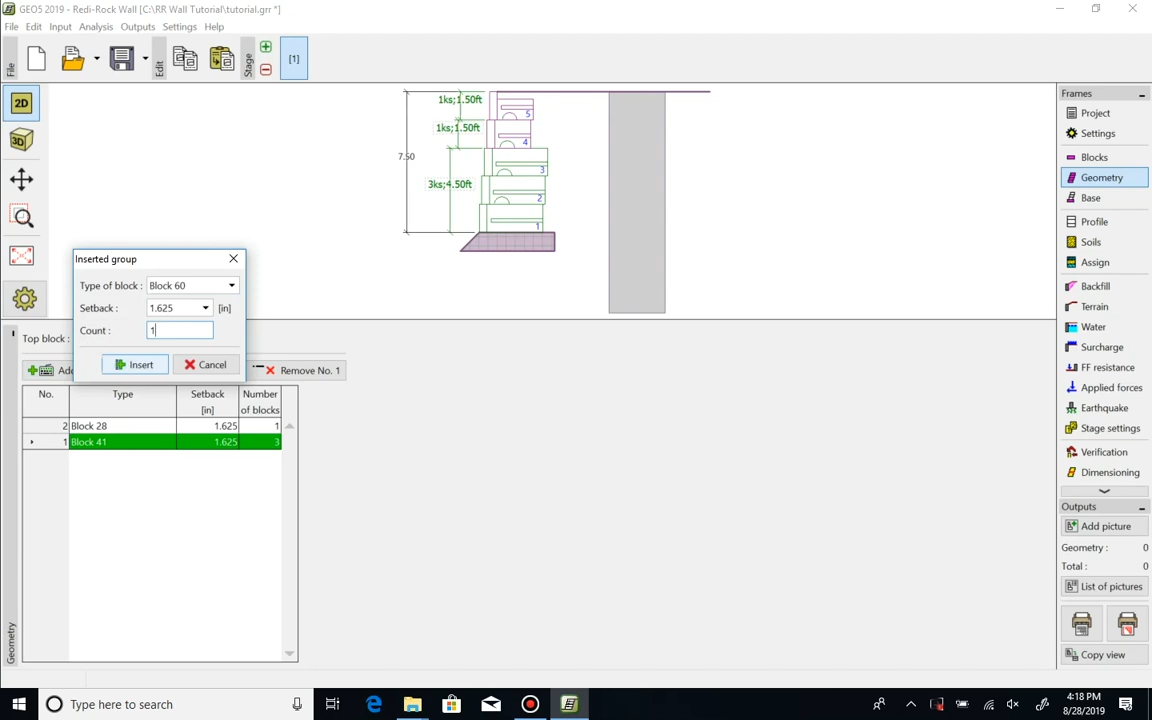 GEO5 2019 - Redi-Rock Wall [C:\RR Wall Tutorial\tutorial.grr *]
File Edit Input Analysis Outputs Settings Help
File
Edit
Stage
[1]
2D
3D
1ks;1.50ft
1ks;1.50ft
7.50
3ks;4.50ft
5
4
3
2
1
Frames
Project
Settings
Blocks
Geometry
Base
Profile
Soils
Assign
Backfill
Terrain
Water
Surcharge
FF resistance
Applied forces
Earthquake
Stage settings
Verification
Dimensioning
Outputs
Add picture
Geometry : 0
Total : 0
List of pictures
Copy view
Inserted group
Type of block : Block 60
Setback : 1.625 [in]
Count : 1
Insert Cancel
Top block :
Add
Remove No. 1
No. Type Setback Number
[in] of blocks
2 Block 28 1.625 1
1 Block 41 1.625 3
Geometry
Type here to search
4:18 PM
8/28/2019